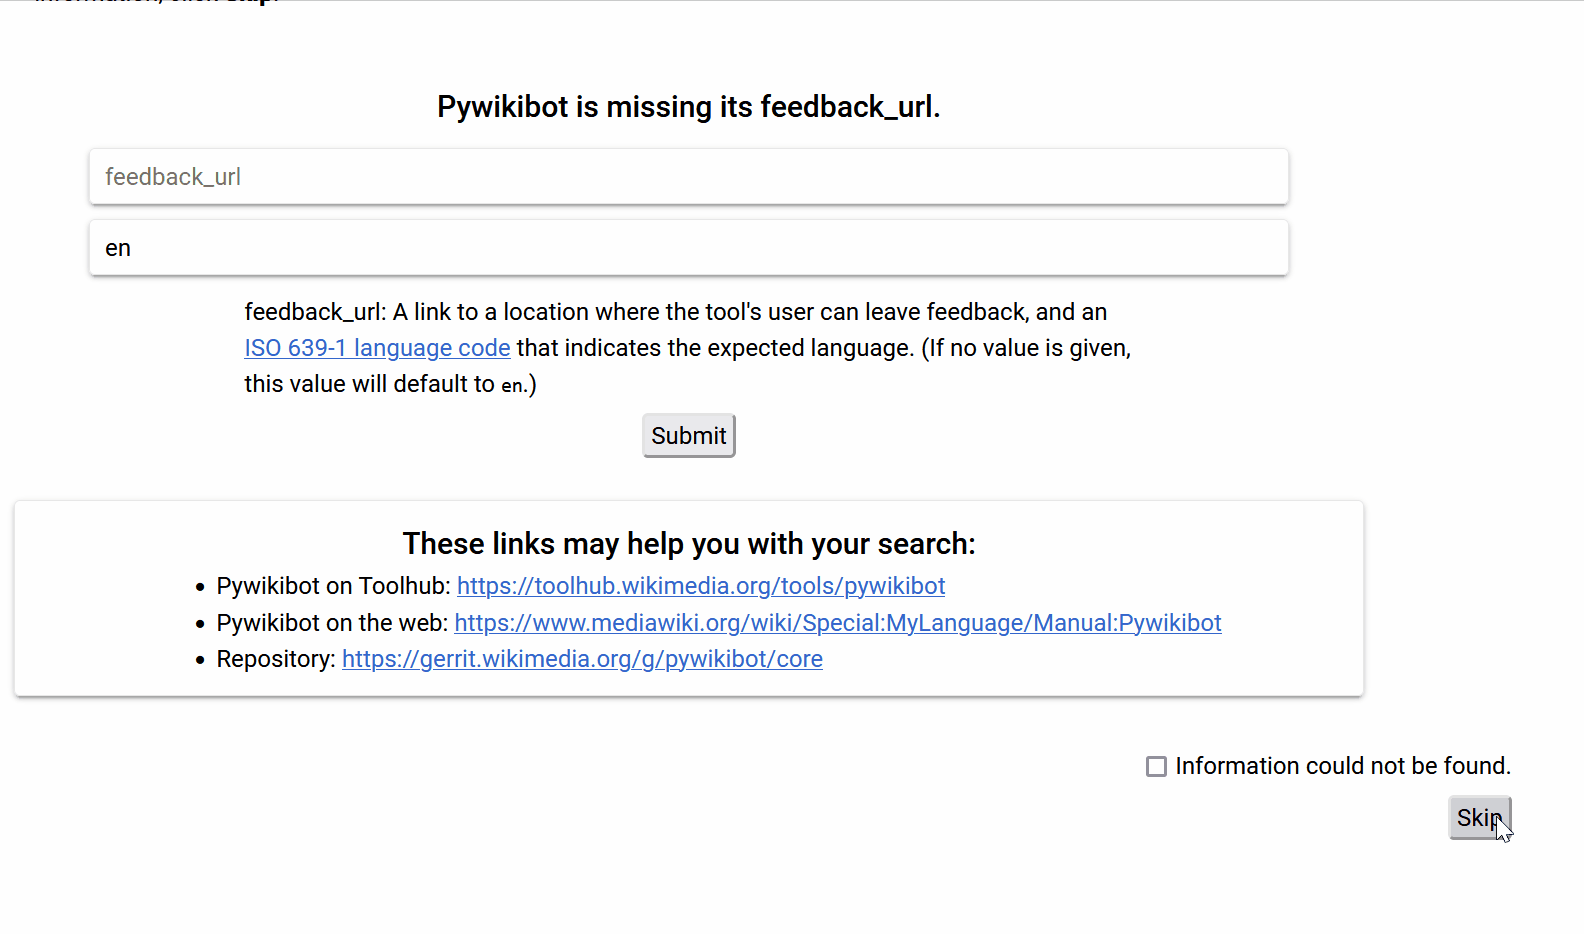 Pywikibot is missing its feedback_url.
feedback_url
en
feedback_url: A link to a location where the tool's user can leave feedback, and an
ISO 639-1 language code that indicates the expected language. (If no value is given,
this value will default to en.)
Submit
These links may help you with your search:
• Pywikibot on Toolhub: https://toolhub.wikimedia.org/tools/pywikibot
• Pywikibot on the web: https://www.mediawiki.org/wiki/Special:MyLanguage/Manual:Pywikibot
• Repository: https://gerrit.wikimedia.org/g/pywikibot/core
Information could not be found.
Skip